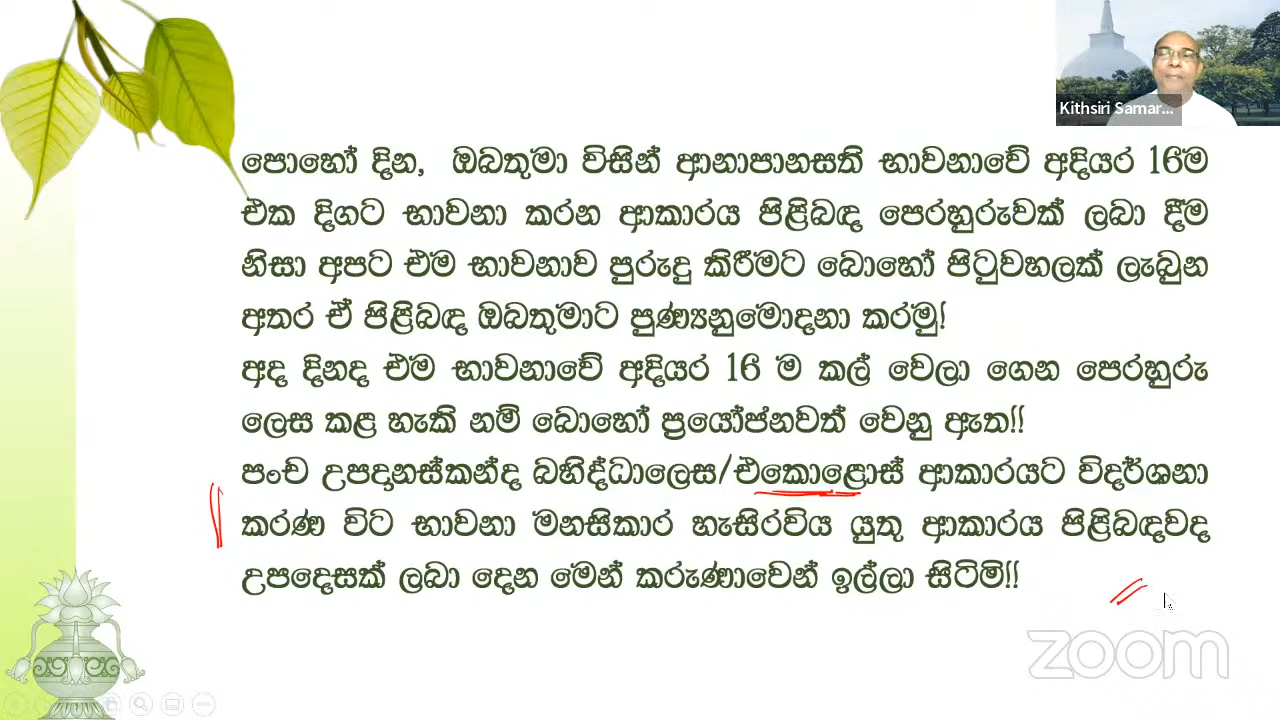 Kithsiri Samar...
පොහෝ දින, ඔබතුමා විසින් ආනාපානසති භාවනාවේ අදියර 16ම
එක දිගට භාවනා කරන ආකාරය පිළිබඳ පෙරහුරුවක් ලබා දීම
නිසා අපට එම භාවනාව පුරුදු කිරීමට බොහෝ පිටුවහලක් ලැබුන
අතර ඒ පිළිබඳ ඔබතුමාට පුණ්‍යනුමොදනා කරමු!
අද දිනද එම භාවනාවේ අදියර 16 ම කල් වෙලා ගෙන පෙරහුරු
ලෙස කළ හැකි නම් බොහෝ ප්‍රයෝජනවත් වෙනු ඇත!!
පංච උපදානස්කන්ද බහිද්ධාලෙස/එකොළොස් ආකාරයට විදර්ශනා
කරණ විට භාවනා මනසිකාර හැසිරවිය යුතු ආකාරය පිළිබඳවද
උපදෙසක් ලබා දෙන මෙන් කරුණාවෙන් ඉල්ලා සිටිමි!!
zoom